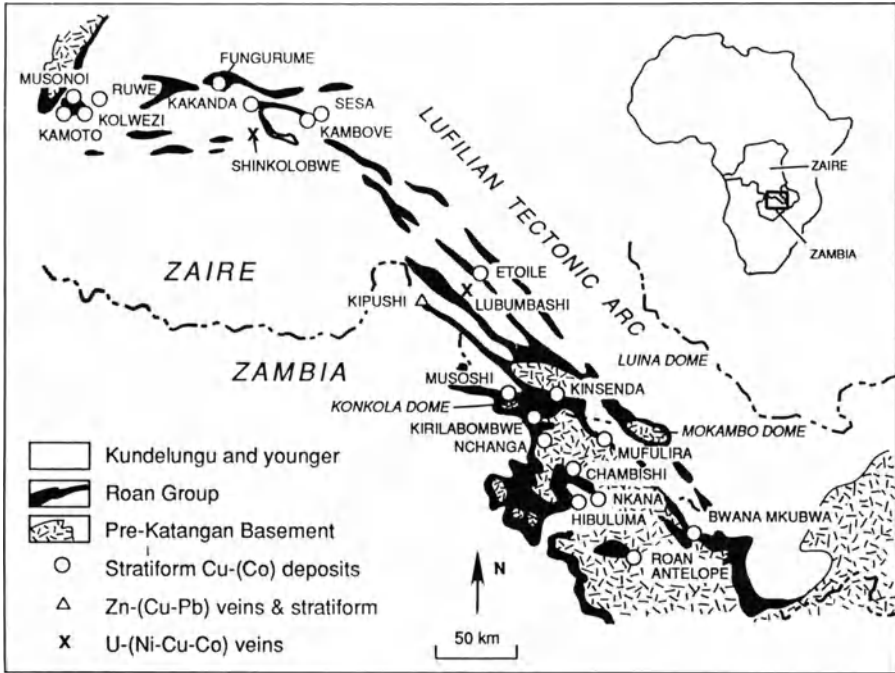 FUNGURUME
MUSONOI
RUWE
KAKANDA
SESA
KOLWEZI
KAMBOVE
KAMOTO
SHINKOLOBWE
LUFILIAN TECTONIC ARC
ZAIRE
ZAMBIA
ZAIRE
ETOILE
KIPUSHI
LUBUMBASHI
ZAMBIA
LUINA DOME
MUSOSHI
KINSENDA
KONKOLA DOME
MOKAMBO DOME
KIRILABOMBWE
NCHANGA
MUFULIRA
CHAMBISHI
NKANA
HIBULUMA
BWANA MKUBWA
ROAN
ANTELOPE
N
50 km
Kundelungu and younger
Roan Group
Pre-Katangan Basement
Stratiform Cu-(Co) deposits
Zn-(Cu-Pb) veins & stratiform
X U-(Ni-Cu-Co) veins